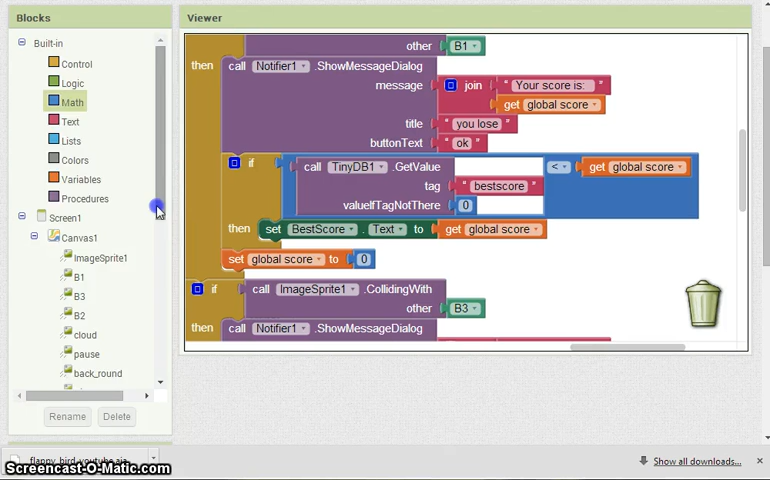 Blocks
Viewer
Built-in
Control
Logic
Math
Text
Lists
Colors
Variables
Procedures
Screen1
Canvas1
ImageSprite1
B1
B3
B2
cloud
pause
back_round
Rename
Delete
other B1
then call Notifier1 .ShowMessageDialog
message join " Your score is: "
get global score
title " you lose "
buttonText " ok "
if call TinyDB1 .GetValue < get global score
tag " bestscore "
valueIfTagNotThere 0
then set BestScore . Text to get global score
set global score to 0
if call ImageSprite1 .CollidingWith
other B3
then call Notifier1 .ShowMessageDialog
Show all downloads...
Screencast-O-Matic.com